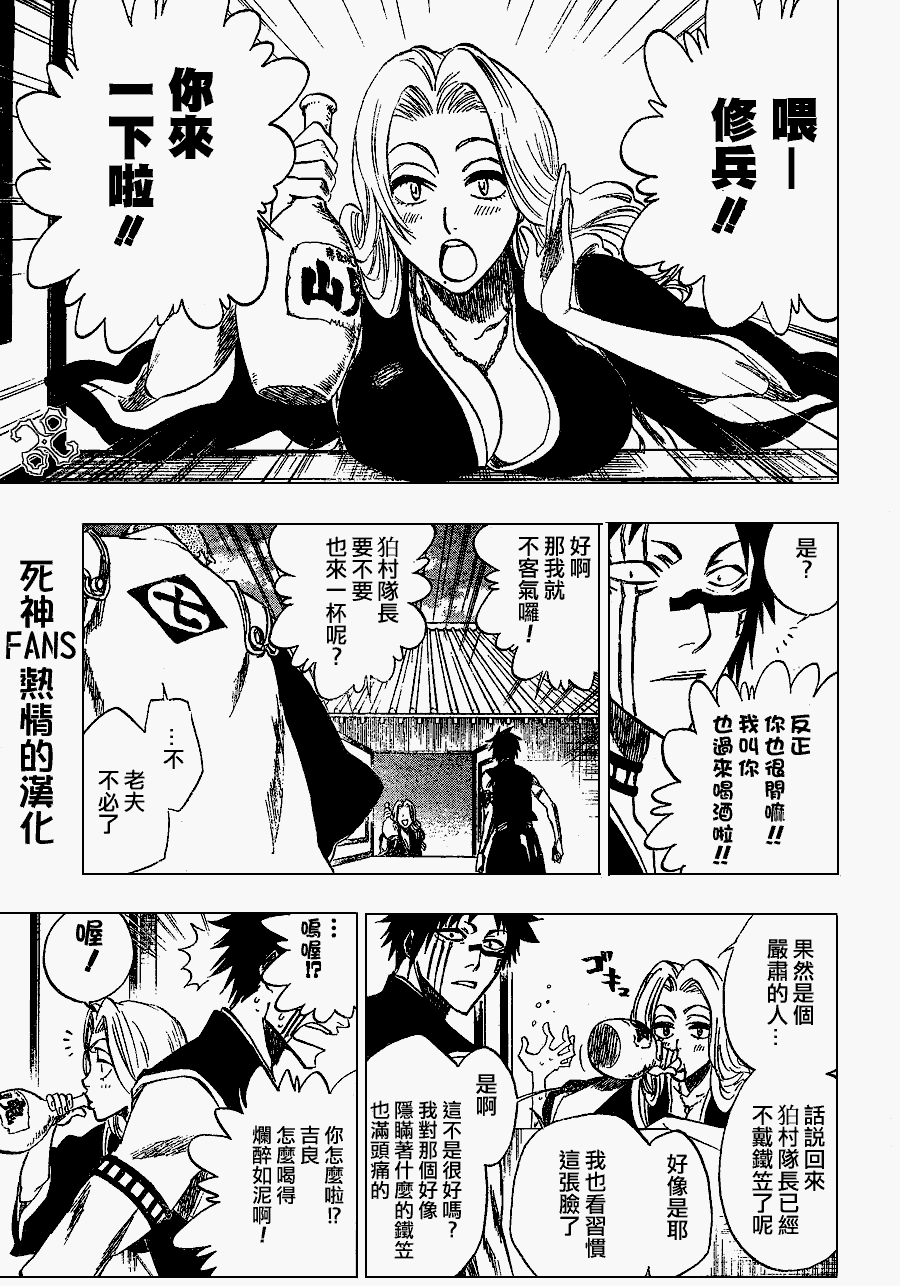 喂ー
修兵!!
你來
一下啦!!
是?
反正
你也很閒嘛!!
我叫你
也過來喝酒啦!!
好啊
那我就
不客氣囉!
狛村隊長
要不要
也來一杯呢?
…不
老夫
不必了
死神
FANS
熱情的漢化
果然是個
嚴肅的人…
話說回來
狛村隊長已經
不戴鐵笠了呢
好像是耶
ゴキュ
我也看習慣
這張臉了
是啊
這不是很好嗎?
我對那個好像
隱瞞著什麼的鐵笠
也滿頭痛的
…
嗚喔!?
你怎麼啦!?
吉良
怎麼喝得
爛醉如泥啊!
喔!
山
七